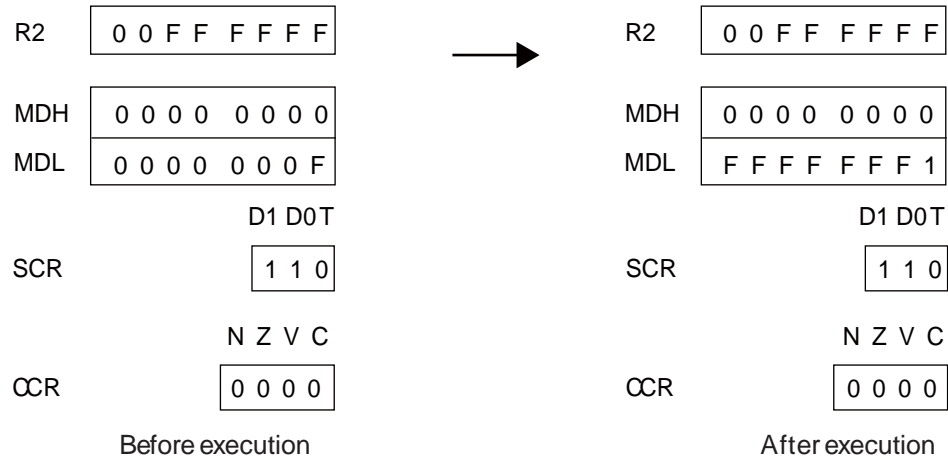 R2 0 0 F F F F F F R2 0 0 F F F F F F
MDH 0 0 0 0 0 0 0 0 MDH 0 0 0 0 0 0 0 0
MDL 0 0 0 0 0 0 0 F MDL F F F F F F F 1
D1 D0 T D1 D0 T
SCR 1 1 0 SCR 1 1 0
N Z V C N Z V C
CCR 0 0 0 0 CCR 0 0 0 0
Before execution After execution